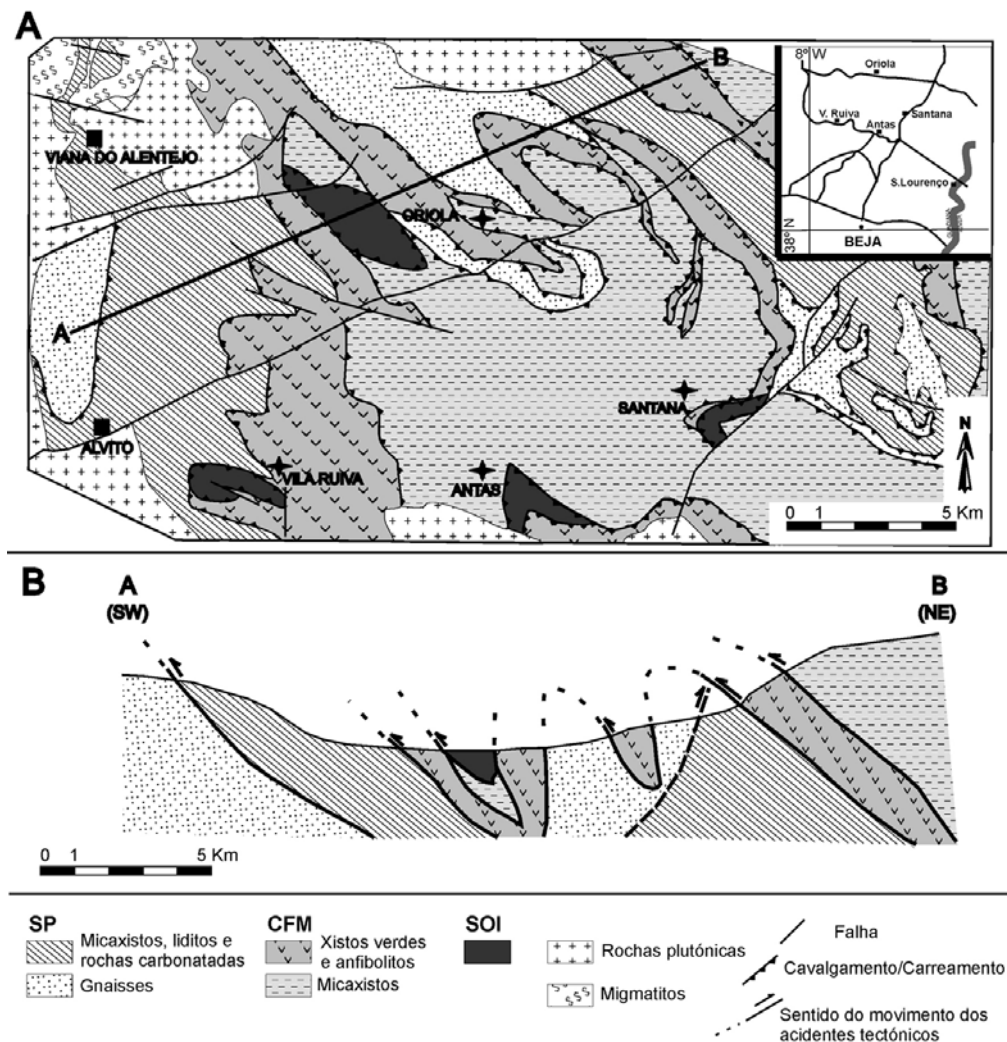 A
B
8º W
Oriola
V. Ruiva
Antas
Santana
S.Lourenço
38º N
BEJA
VIANA DO ALENTEJO
ORIOLA
A
SANTANA
ALVITO
VILA RUIVA
ANTAS
N
0 1 5 Km
B
A
(SW)
B
(NE)
0 1 5 Km
SP
Micaxistos, liditos e
rochas carbonatadas
Gnaisses
CFM
Xistos verdes
e anfibolitos
Micaxistos
SOI
Rochas plutónicas
Migmatitos
Falha
Cavalgamento/Carreamento
Sentido do movimento dos
acidentes tectónicos